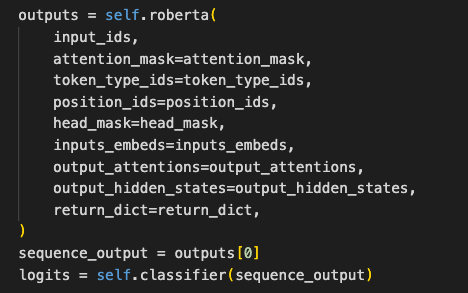 outputs = self.roberta(
    input_ids,
    attention_mask=attention_mask,
    token_type_ids=token_type_ids,
    position_ids=position_ids,
    head_mask=head_mask,
    inputs_embeds=inputs_embeds,
    output_attentions=output_attentions,
    output_hidden_states=output_hidden_states,
    return_dict=return_dict,
)
sequence_output = outputs[0]
logits = self.classifier(sequence_output)